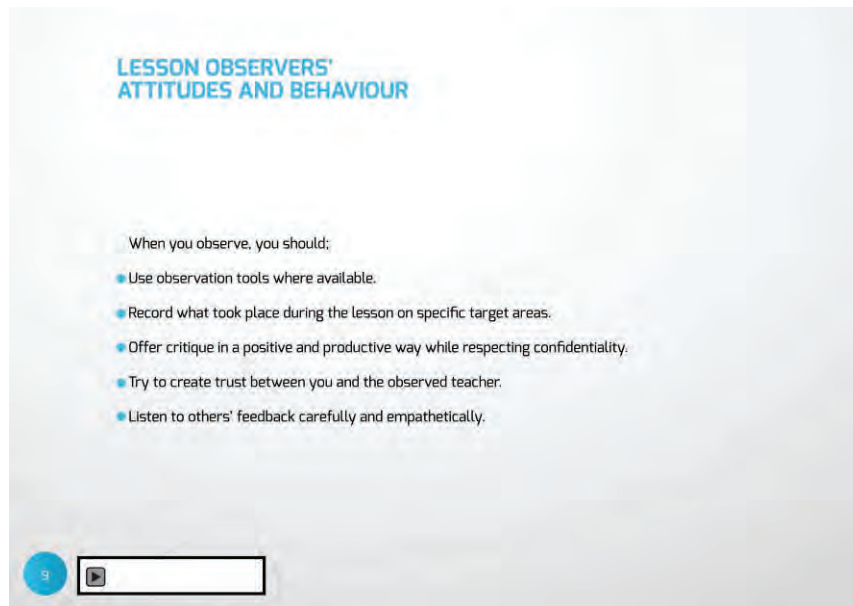 LESSON OBSERVERS'
ATTITUDES AND BEHAVIOUR
When you observe, you should;
Use observation tools where available.
Record what took place during the lesson on specific target areas.
Offer critique in a positive and productive way while respecting confidentiality.
Try to create trust between you and the observed teacher.
Listen to others' feedback carefully and empathetically.
9